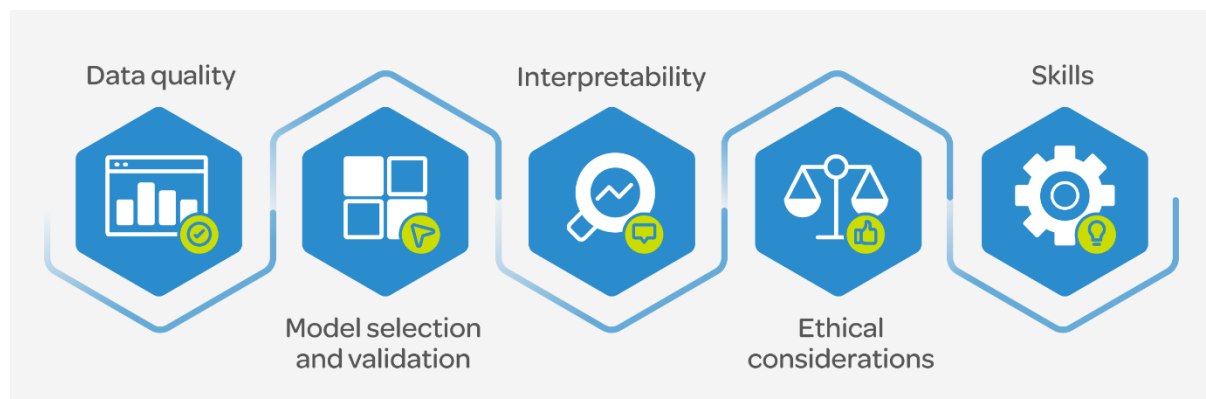 Data quality
Model selection
and validation
Interpretability
Ethical
considerations
Skills